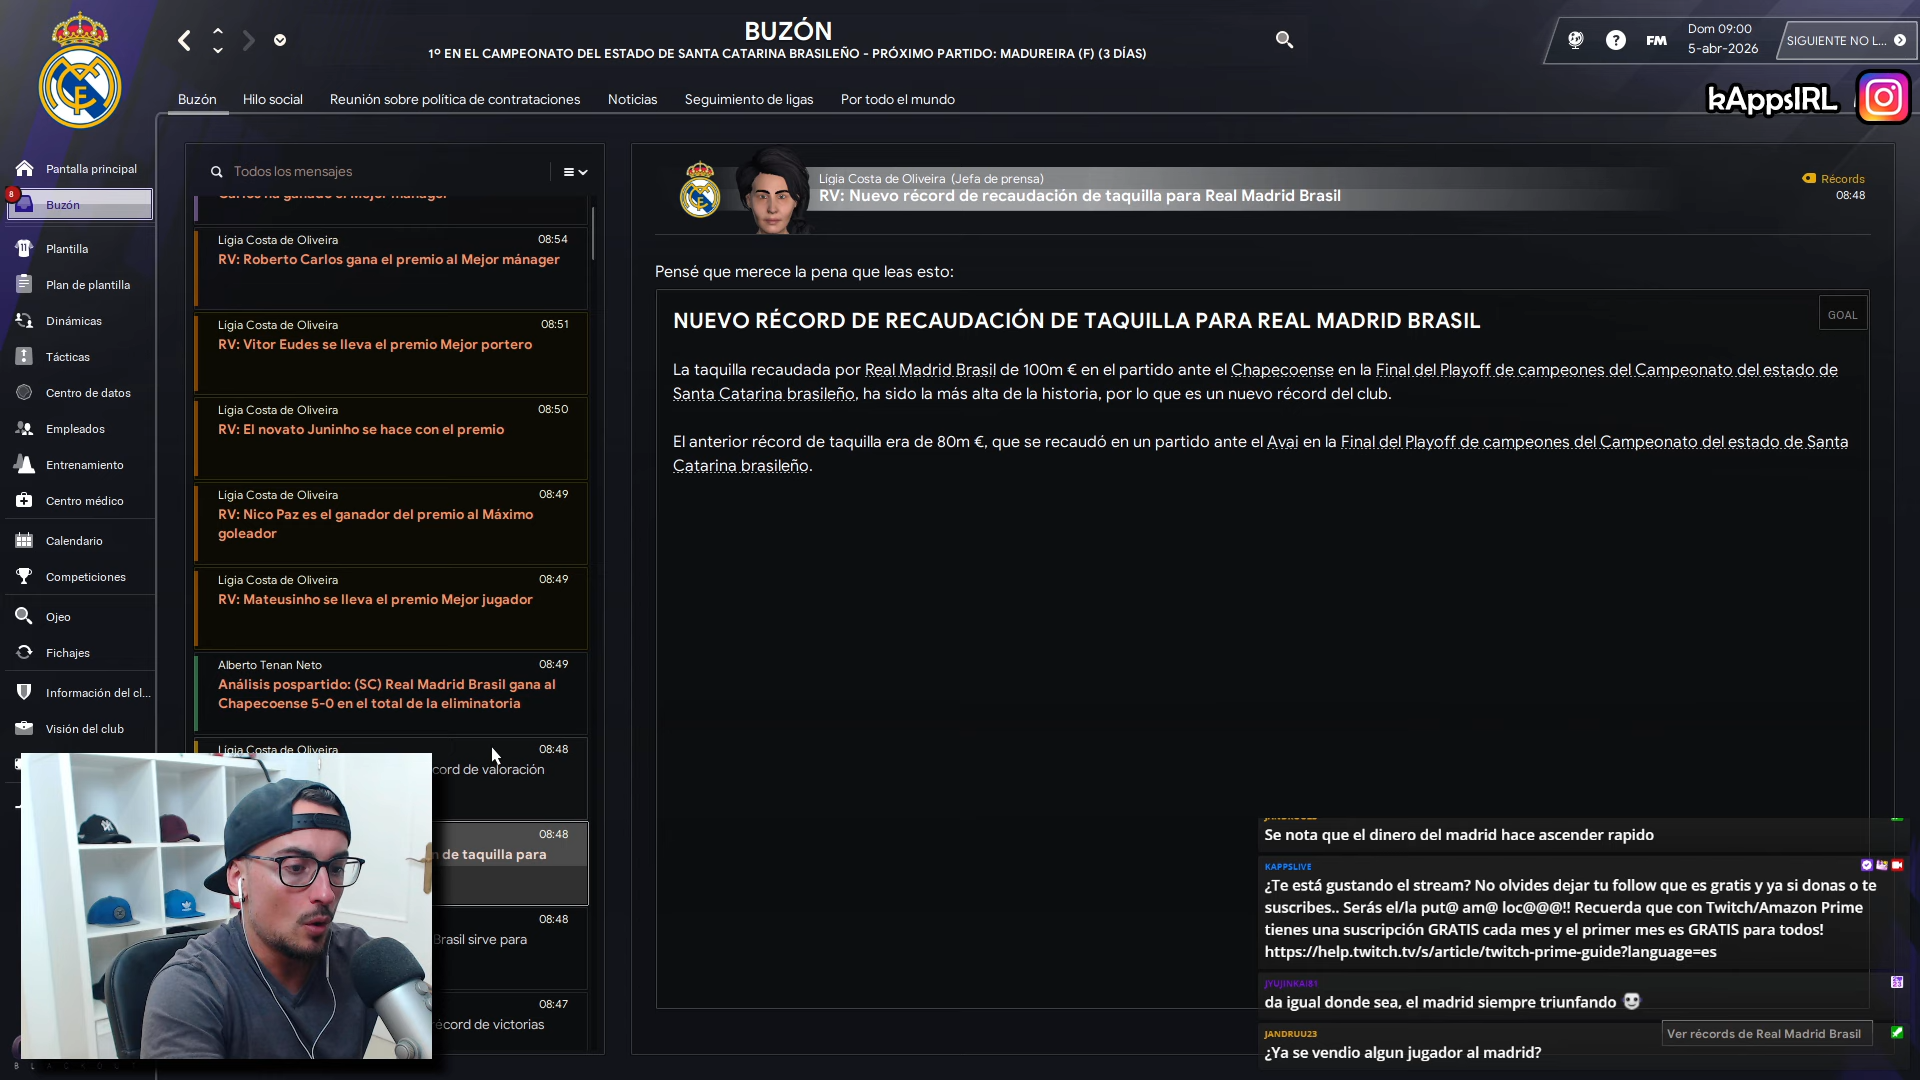 BUZÓN
1º EN EL CAMPEONATO DEL ESTADO DE SANTA CATARINA BRASILEÑO - PRÓXIMO PARTIDO: MADUREIRA (F) (3 DÍAS)
FM
Dom 09:00
5-abr-2026
SIGUIENTE NO L...
kAppsIRL
Buzón
Hilo social
Reunión sobre política de contrataciones
Noticias
Seguimiento de ligas
Por todo el mundo
Pantalla principal
8
Buzón
Plantilla
Plan de plantilla
Dinámicas
Tácticas
Centro de datos
Empleados
Entrenamiento
Centro médico
Calendario
Competiciones
Ojeo
Fichajes
Información del cl...
Visión del club
Todos los mensajes
Carlos ha ganado el Mejor mánager
Lígia Costa de Oliveira 08:54
RV: Roberto Carlos gana el premio al Mejor mánager
Lígia Costa de Oliveira 08:51
RV: Vitor Eudes se lleva el premio Mejor portero
Lígia Costa de Oliveira 08:50
RV: El novato Juninho se hace con el premio
Lígia Costa de Oliveira 08:49
RV: Nico Paz es el ganador del premio al Máximo
goleador
Lígia Costa de Oliveira 08:49
RV: Mateusinho se lleva el premio Mejor jugador
Alberto Tenan Neto 08:49
Análisis pospartido: (SC) Real Madrid Brasil gana al
Chapecoense 5-0 en el total de la eliminatoria
Lígia Costa de Oliveira 08:48
cord de valoración
08:48
n de taquilla para
08:48
Brasil sirve para
08:47
récord de victorias
Lígia Costa de Oliveira (Jefa de prensa)
RV: Nuevo récord de recaudación de taquilla para Real Madrid Brasil
Récords
08:48
Pensé que merece la pena que leas esto:
NUEVO RÉCORD DE RECAUDACIÓN DE TAQUILLA PARA REAL MADRID BRASIL
GOAL
La taquilla recaudada por Real Madrid Brasil de 100m € en el partido ante el Chapecoense en la Final del Playoff de campeones del Campeonato del estado de
Santa Catarina brasileño, ha sido la más alta de la historia, por lo que es un nuevo récord del club.
El anterior récord de taquilla era de 80m €, que se recaudó en un partido ante el Avai en la Final del Playoff de campeones del Campeonato del estado de Santa
Catarina brasileño.
JANDRUU23
Se nota que el dinero del madrid hace ascender rapido
KAPPSLIVE
¿Te está gustando el stream? No olvides dejar tu follow que es gratis y ya si donas o te
suscribes.. Serás el/la put@ am@ loc@@@!! Recuerda que con Twitch/Amazon Prime
tienes una suscripción GRATIS cada mes y el primer mes es GRATIS para todos!
https://help.twitch.tv/s/article/twitch-prime-guide?language=es
JYUJINKAI81
da igual donde sea, el madrid siempre triunfando
JANDRUU23
¿Ya se vendio algun jugador al madrid?
Ver récords de Real Madrid Brasil